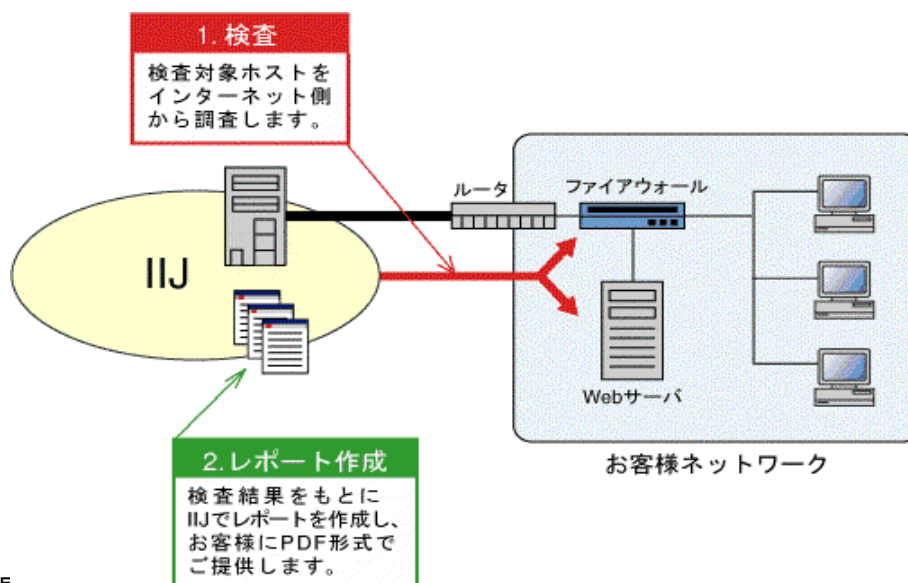 1.検査
検査対象ホストを
インターネット側
から調査します。
ルータ
ファイアウォール
IIJ
Webサーバ
お客様ネットワーク
2.レポート作成
検査結果をもとに
IIJでレポートを作成し、
お客様にPDF形式で
ご提供します。